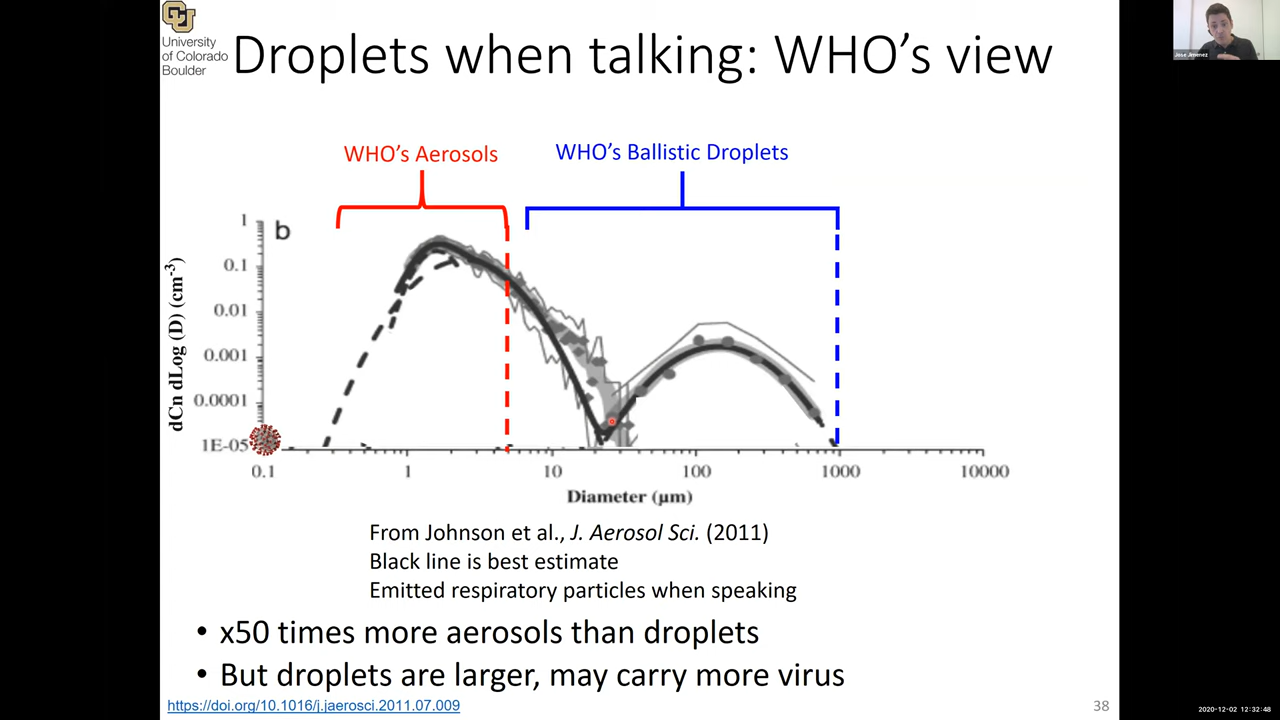 University
of Colorado
Boulder
Droplets when talking: WHO's view
Jose Jimenez
WHO's Aerosols
WHO's Ballistic Droplets
b
dCn dLog (D) (cm-3)
1
0.1
0.01
0.001
0.0001
1E-05
0.1
1
10
100
1000
10000
Diameter (µm)
From Johnson et al., J. Aerosol Sci. (2011)
Black line is best estimate
Emitted respiratory particles when speaking
• x50 times more aerosols than droplets
• But droplets are larger, may carry more virus
https://doi.org/10.1016/j.jaerosci.2011.07.009
38
2020-12-02 12:32:48